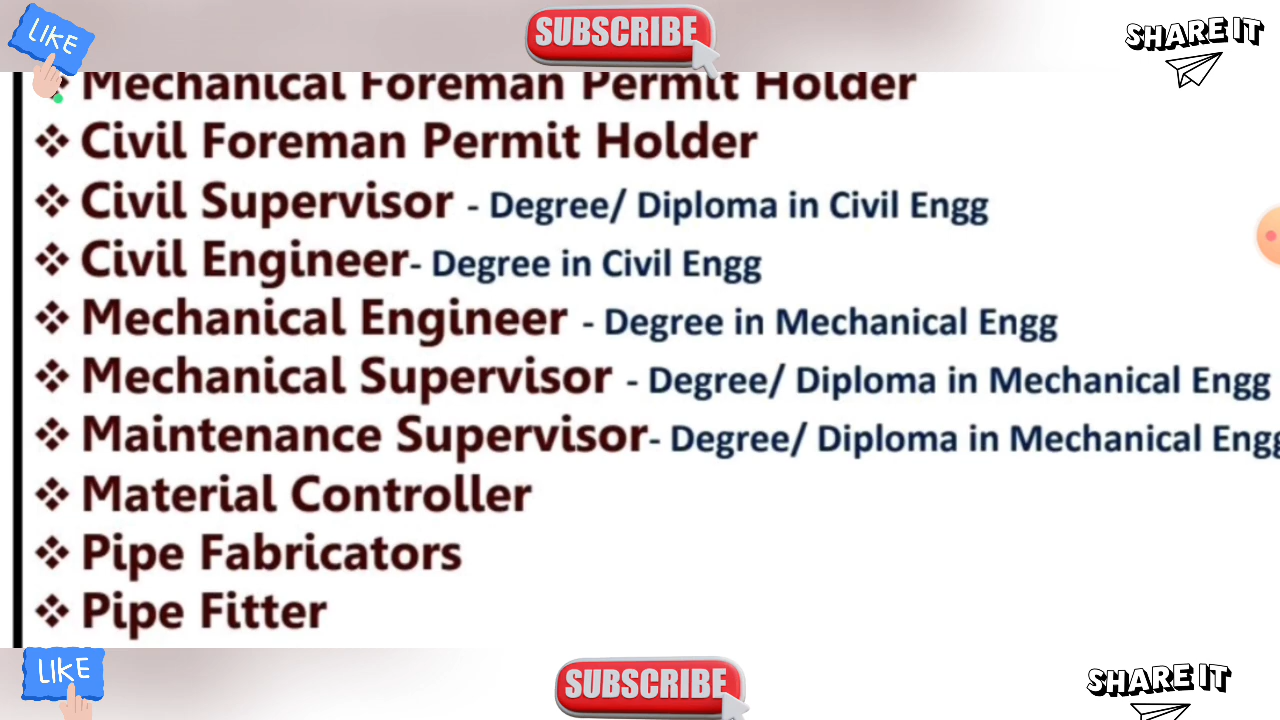 LIKE
SUBSCRIBE
SHARE IT
❖ Mechanical Foreman Permit Holder
❖ Civil Foreman Permit Holder
❖ Civil Supervisor - Degree/ Diploma in Civil Engg
❖ Civil Engineer- Degree in Civil Engg
❖ Mechanical Engineer - Degree in Mechanical Engg
❖ Mechanical Supervisor - Degree/ Diploma in Mechanical Engg
❖ Maintenance Supervisor- Degree/ Diploma in Mechanical Engg
❖ Material Controller
❖ Pipe Fabricators
❖ Pipe Fitter
LIKE
SUBSCRIBE
SHARE IT